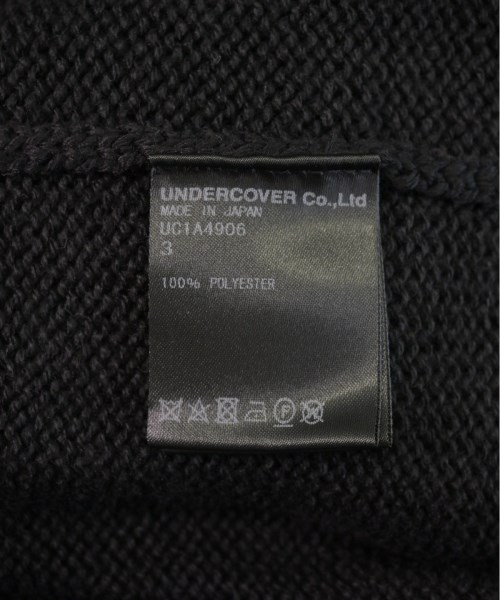 UNDERCOVER Co.,Ltd
MADE IN JAPAN
UC1A4906
3
100% POLYESTER